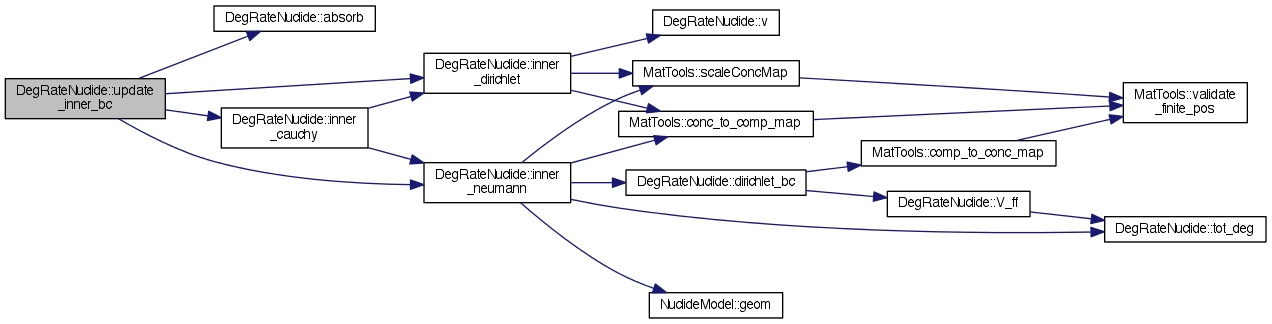 DegRateNuclide::update
_inner_bc
DegRateNuclide::absorb
DegRateNuclide::inner
_cauchy
DegRateNuclide::inner
_dirichlet
DegRateNuclide::inner
_neumann
DegRateNuclide::v
MatTools::scaleConcMap
MatTools::conc_to_comp_map
DegRateNuclide::dirichlet_bc
NuclideModel::geom
MatTools::comp_to_conc_map
DegRateNuclide::V_ff
MatTools::validate
_finite_pos
DegRateNuclide::tot_deg